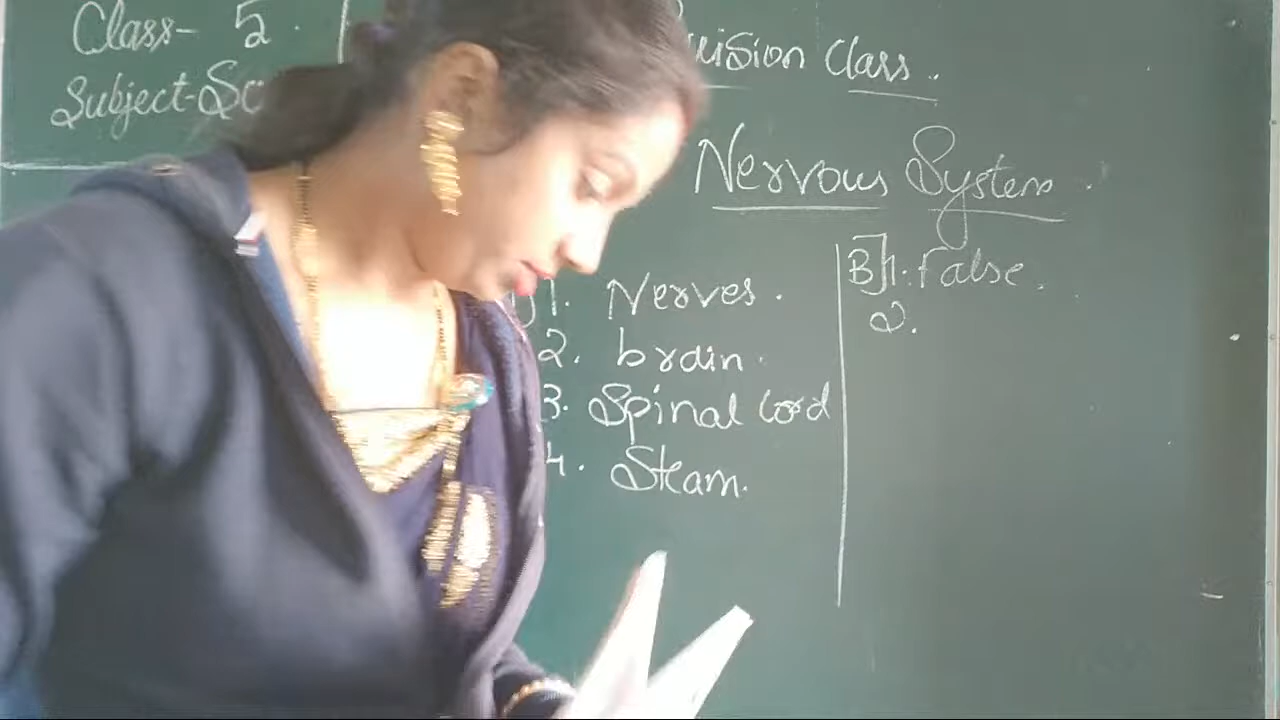 Class- 5.
Subject-Sc
vision Class.
Nervous System.
1. Nerves.
2. brain.
3. Spinal Cord
4. Steam.
B] 1. False.
2.